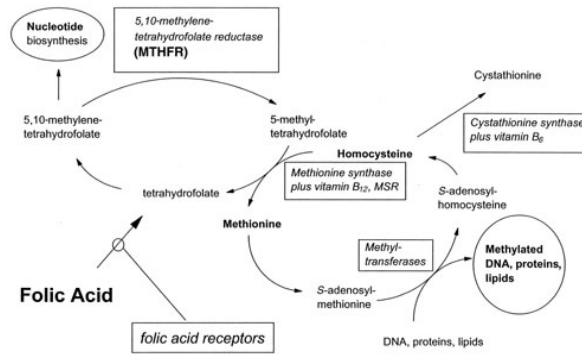 Nucleotide
biosynthesis
5,10-methylene-
tetrahydrofolate reductase
(MTHFR)
Cystathionine
5,10-methylene-
tetrahydrofolate
5-methyl-
tetrahydrofolate
Cystathionine synthase
plus vitamin B6
Homocysteine
Methionine synthase
plus vitamin B12, MSR
tetrahydrofolate
S-adenosyl-
homocysteine
Methionine
Methyl-
transferases
Methylated
DNA, proteins,
lipids
Folic Acid
S-adenosyl-
methionine
folic acid receptors
DNA, proteins, lipids